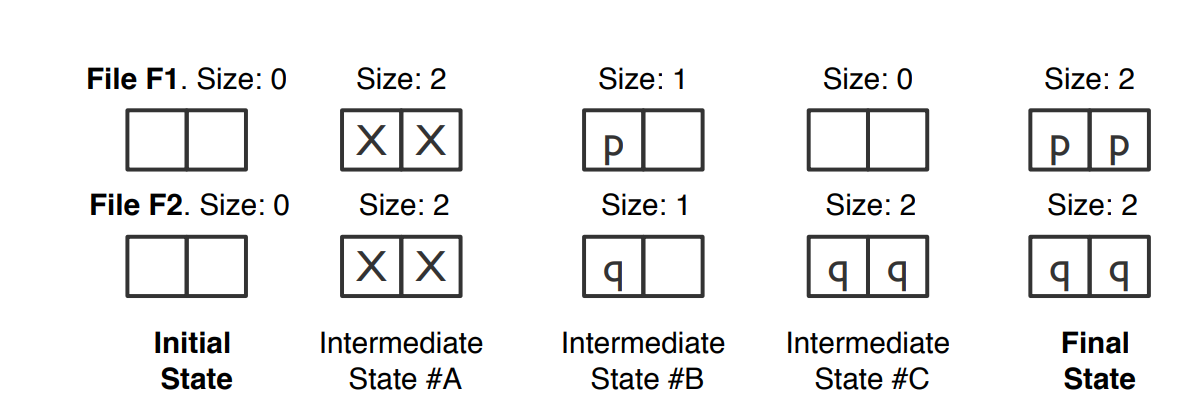 File F1. Size: 0 Size: 2 Size: 1 Size: 0 Size: 2
X X p p p
File F2. Size: 0 Size: 2 Size: 1 Size: 2 Size: 2
X X q q q q q
Initial Intermediate Intermediate Intermediate Final
State State #A State #B State #C State